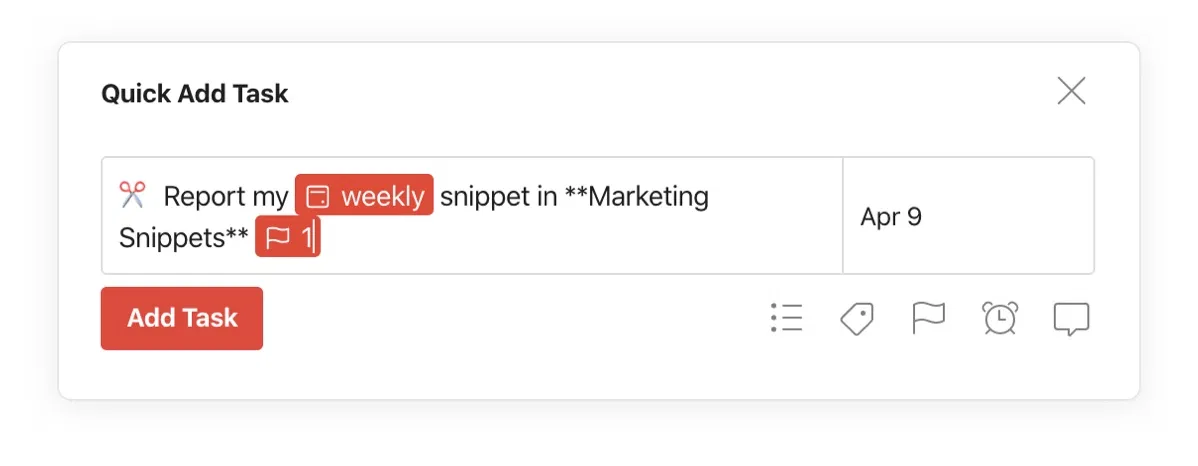 Quick Add Task
✂️ Report my weekly snippet in **Marketing
Snippets** 1
Apr 9
Add Task